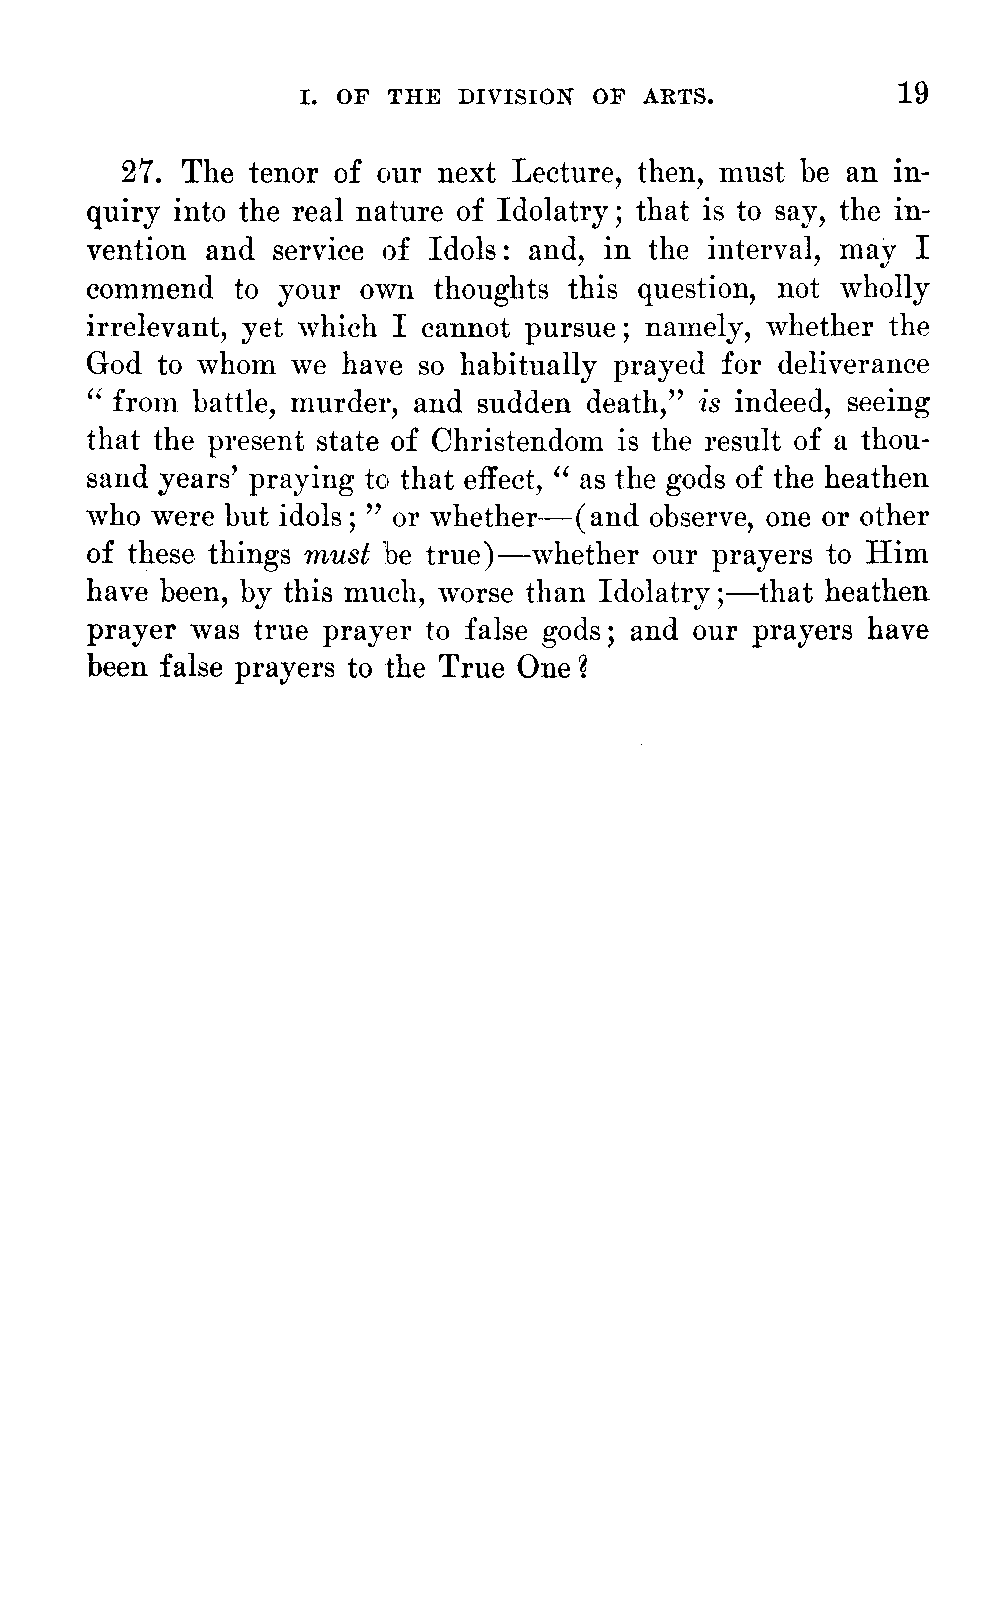 I. OF THE DIVISION OF ARTS. 19
27. The tenor of our next Lecture, then, must be an in-
quiry into the real nature of Idolatry; that is to say, the in-
vention and service of Idols: and, in the interval, may I
commend to your own thoughts this question, not wholly
irrelevant, yet which I cannot pursue; namely, whether the
God to whom we have so habitually prayed for deliverance
“ from battle, murder, and sudden death,” is indeed, seeing
that the present state of Christendom is the result of a thou-
sand years’ praying to that effect, “ as the gods of the heathen
who were but idols; ” or whether—(and observe, one or other
of these things must be true)—whether our prayers to Him
have been, by this much, worse than Idolatry;—that heathen
prayer was true prayer to false gods; and our prayers have
been false prayers to the True One?